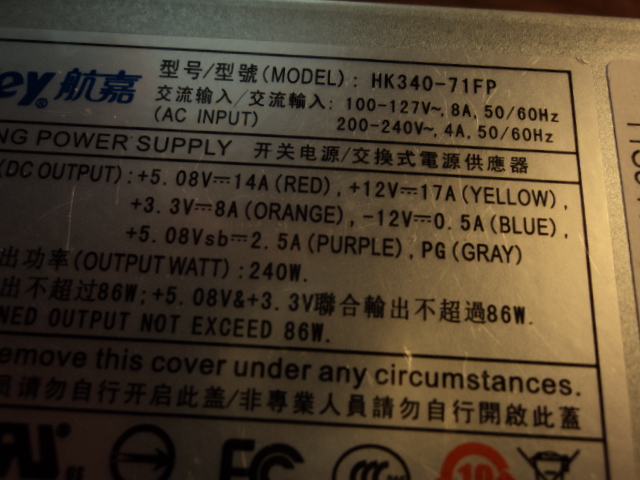 ey® 航嘉 型号/型號(MODEL): HK340-71FP
交流输入/交流輸入: 100-127V~, 8A, 50/60Hz
(AC INPUT) 200-240V~, 4A, 50/60Hz
NG POWER SUPPLY 开关电源/交換式電源供應器
(DC OUTPUT): +5.08V⎓14A(RED), +12V⎓17A(YELLOW),
+3.3V⎓8A(ORANGE), -12V⎓0.5A(BLUE),
+5.08Vsb⎓2.5A(PURPLE), PG(GRAY)
出功率(OUTPUT WATT): 240W.
出不超过86W; +5.08V&+3.3V聯合輸出不超過86W.
NED OUTPUT NOT EXCEED 86W.
emove this cover under any circumstances.
员请勿自行开启此盖/非專業人員請勿自行開啟此蓋
FC CCC 10